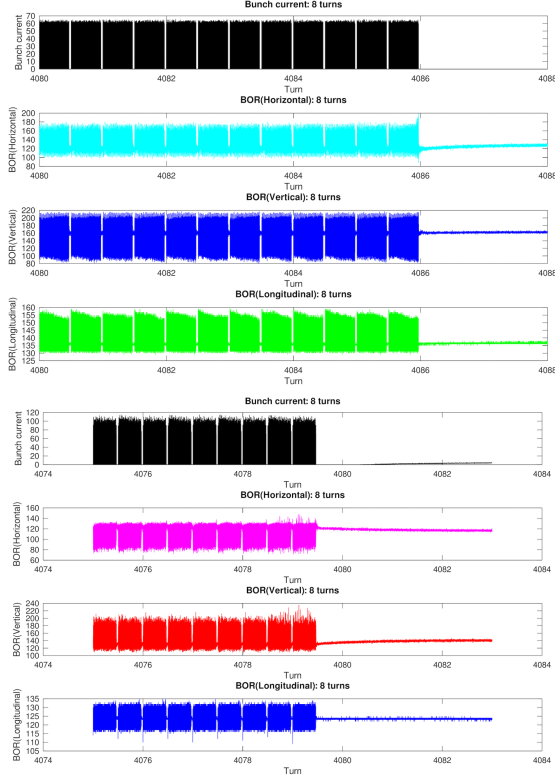 Bunch current: 8 turns
Bunch current
70
60
50
40
30
20
10
0
4080 4082 4084 4086 4088
Turn
BOR(Horizontal): 8 turns
BOR(Horizontal)
200
180
160
140
120
100
80
4080 4082 4084 4086 4088
Turn
BOR(Vertical): 8 turns
BOR(Vertical)
220
200
180
160
140
120
100
80
4080 4082 4084 4086 4088
Turn
BOR(Longitudinal): 8 turns
BOR(Longitudinal)
160
155
150
145
140
135
130
125
4080 4082 4084 4086 4088
Turn
Bunch current: 8 turns
Bunch current
120
100
80
60
40
20
0
4074 4076 4078 4080 4082 4084
Turn
BOR(Horizontal): 8 turns
BOR(Horizontal)
160
140
120
100
80
60
4074 4076 4078 4080 4082 4084
Turn
BOR(Vertical): 8 turns
BOR(Vertical)
240
220
200
180
160
140
120
100
4074 4076 4078 4080 4082 4084
Turn
BOR(Longitudinal): 8 turns
BOR(Longitudinal)
135
130
125
120
115
110
105
4074 4076 4078 4080 4082 4084
Turn